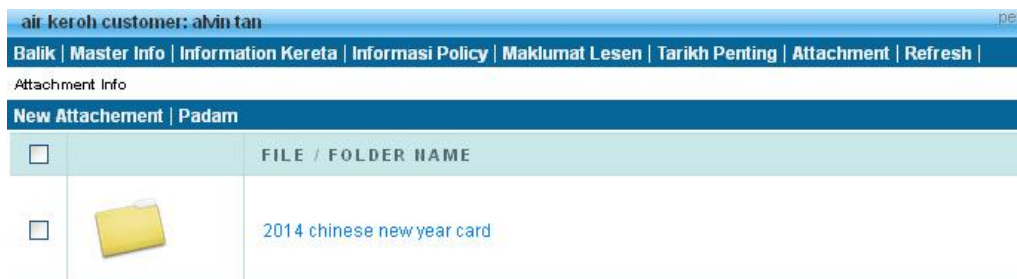 air keroh customer: alvin tan
pe
Balik | Master Info | Information Kereta | Informasi Policy | Maklumat Lesen | Tarikh Penting | Attachment | Refresh |
Attachment Info
New Attachement | Padam
FILE / FOLDER NAME
2014 chinese new year card